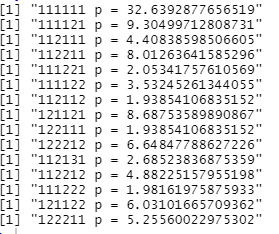 [1] "111111 p = 32.6392877656519"
[1] "111121 p = 9.30499712808731"
[1] "112111 p = 4.40838598506605"
[1] "112211 p = 8.01263641585296"
[1] "111221 p = 2.05341757610569"
[1] "111222 p = 3.53245261344055"
[1] "112112 p = 1.93854106835152"
[1] "121121 p = 8.68753589890867"
[1] "122111 p = 1.93854106835152"
[1] "122212 p = 6.64847788627226"
[1] "112131 p = 2.68523836875359"
[1] "112212 p = 4.88225157955198"
[1] "111222 p = 1.98161975875933"
[1] "122121 p = 6.03101665709362"
[1] "122211 p = 5.25560022975302"